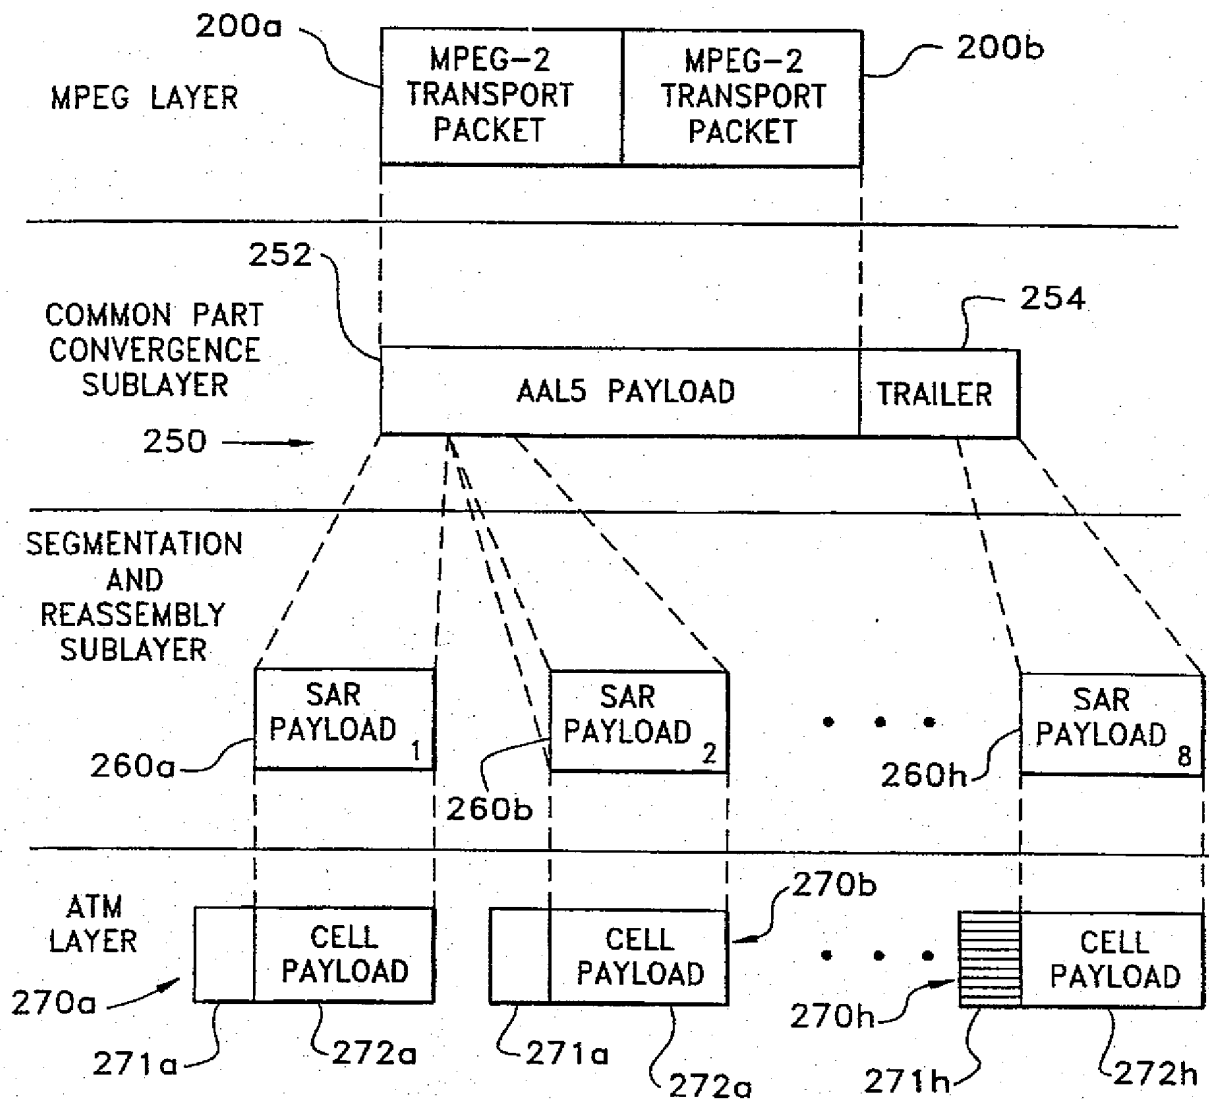 200a
MPEG-2
TRANSPORT
PACKET
MPEG-2
TRANSPORT
PACKET
200b
MPEG LAYER
252
254
COMMON PART
CONVERGENCE
SUBLAYER
AAL5 PAYLOAD
TRAILER
250
SEGMENTATION
AND
REASSEMBLY
SUBLAYER
SAR
PAYLOAD 1
SAR
PAYLOAD 2
SAR
PAYLOAD 8
260a
260b
260h
270b
ATM
LAYER
CELL
PAYLOAD
CELL
PAYLOAD
CELL
PAYLOAD
270a
270h
271a
272a
271a
272a
271h
272h